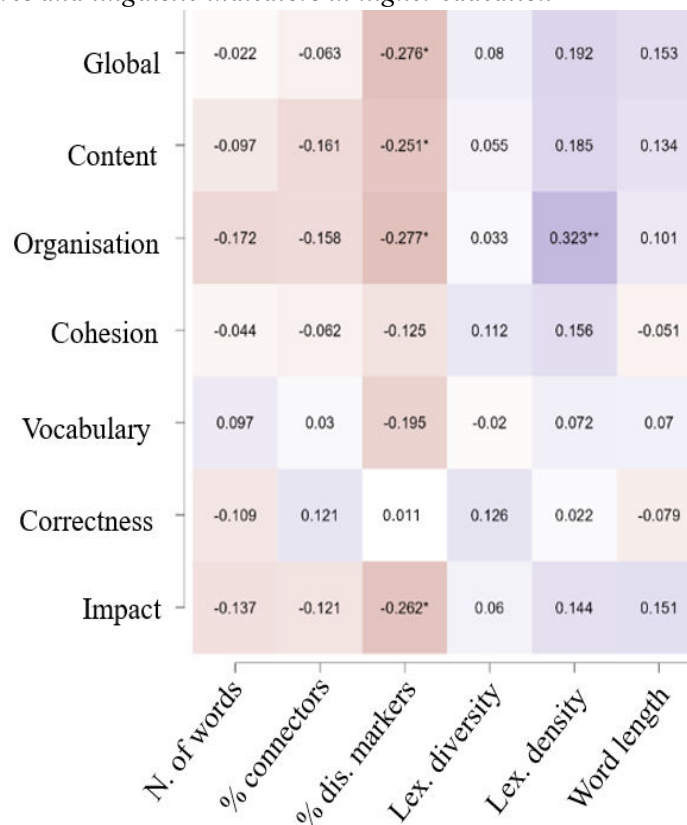 and linguistic indicators in higher education
Global -0.022 -0.063 -0.276* 0.08 0.192 0.153
Content -0.097 -0.161 -0.251* 0.055 0.185 0.134
Organisation -0.172 -0.158 -0.277* 0.033 0.323** 0.101
Cohesion -0.044 -0.062 -0.125 0.112 0.156 -0.051
Vocabulary 0.097 0.03 -0.195 -0.02 0.072 0.07
Correctness -0.109 0.121 0.011 0.126 0.022 -0.079
Impact -0.137 -0.121 -0.262* 0.06 0.144 0.151
N. of words
% connectors
% dis. markers
Lex. diversity
Lex. density
Word length